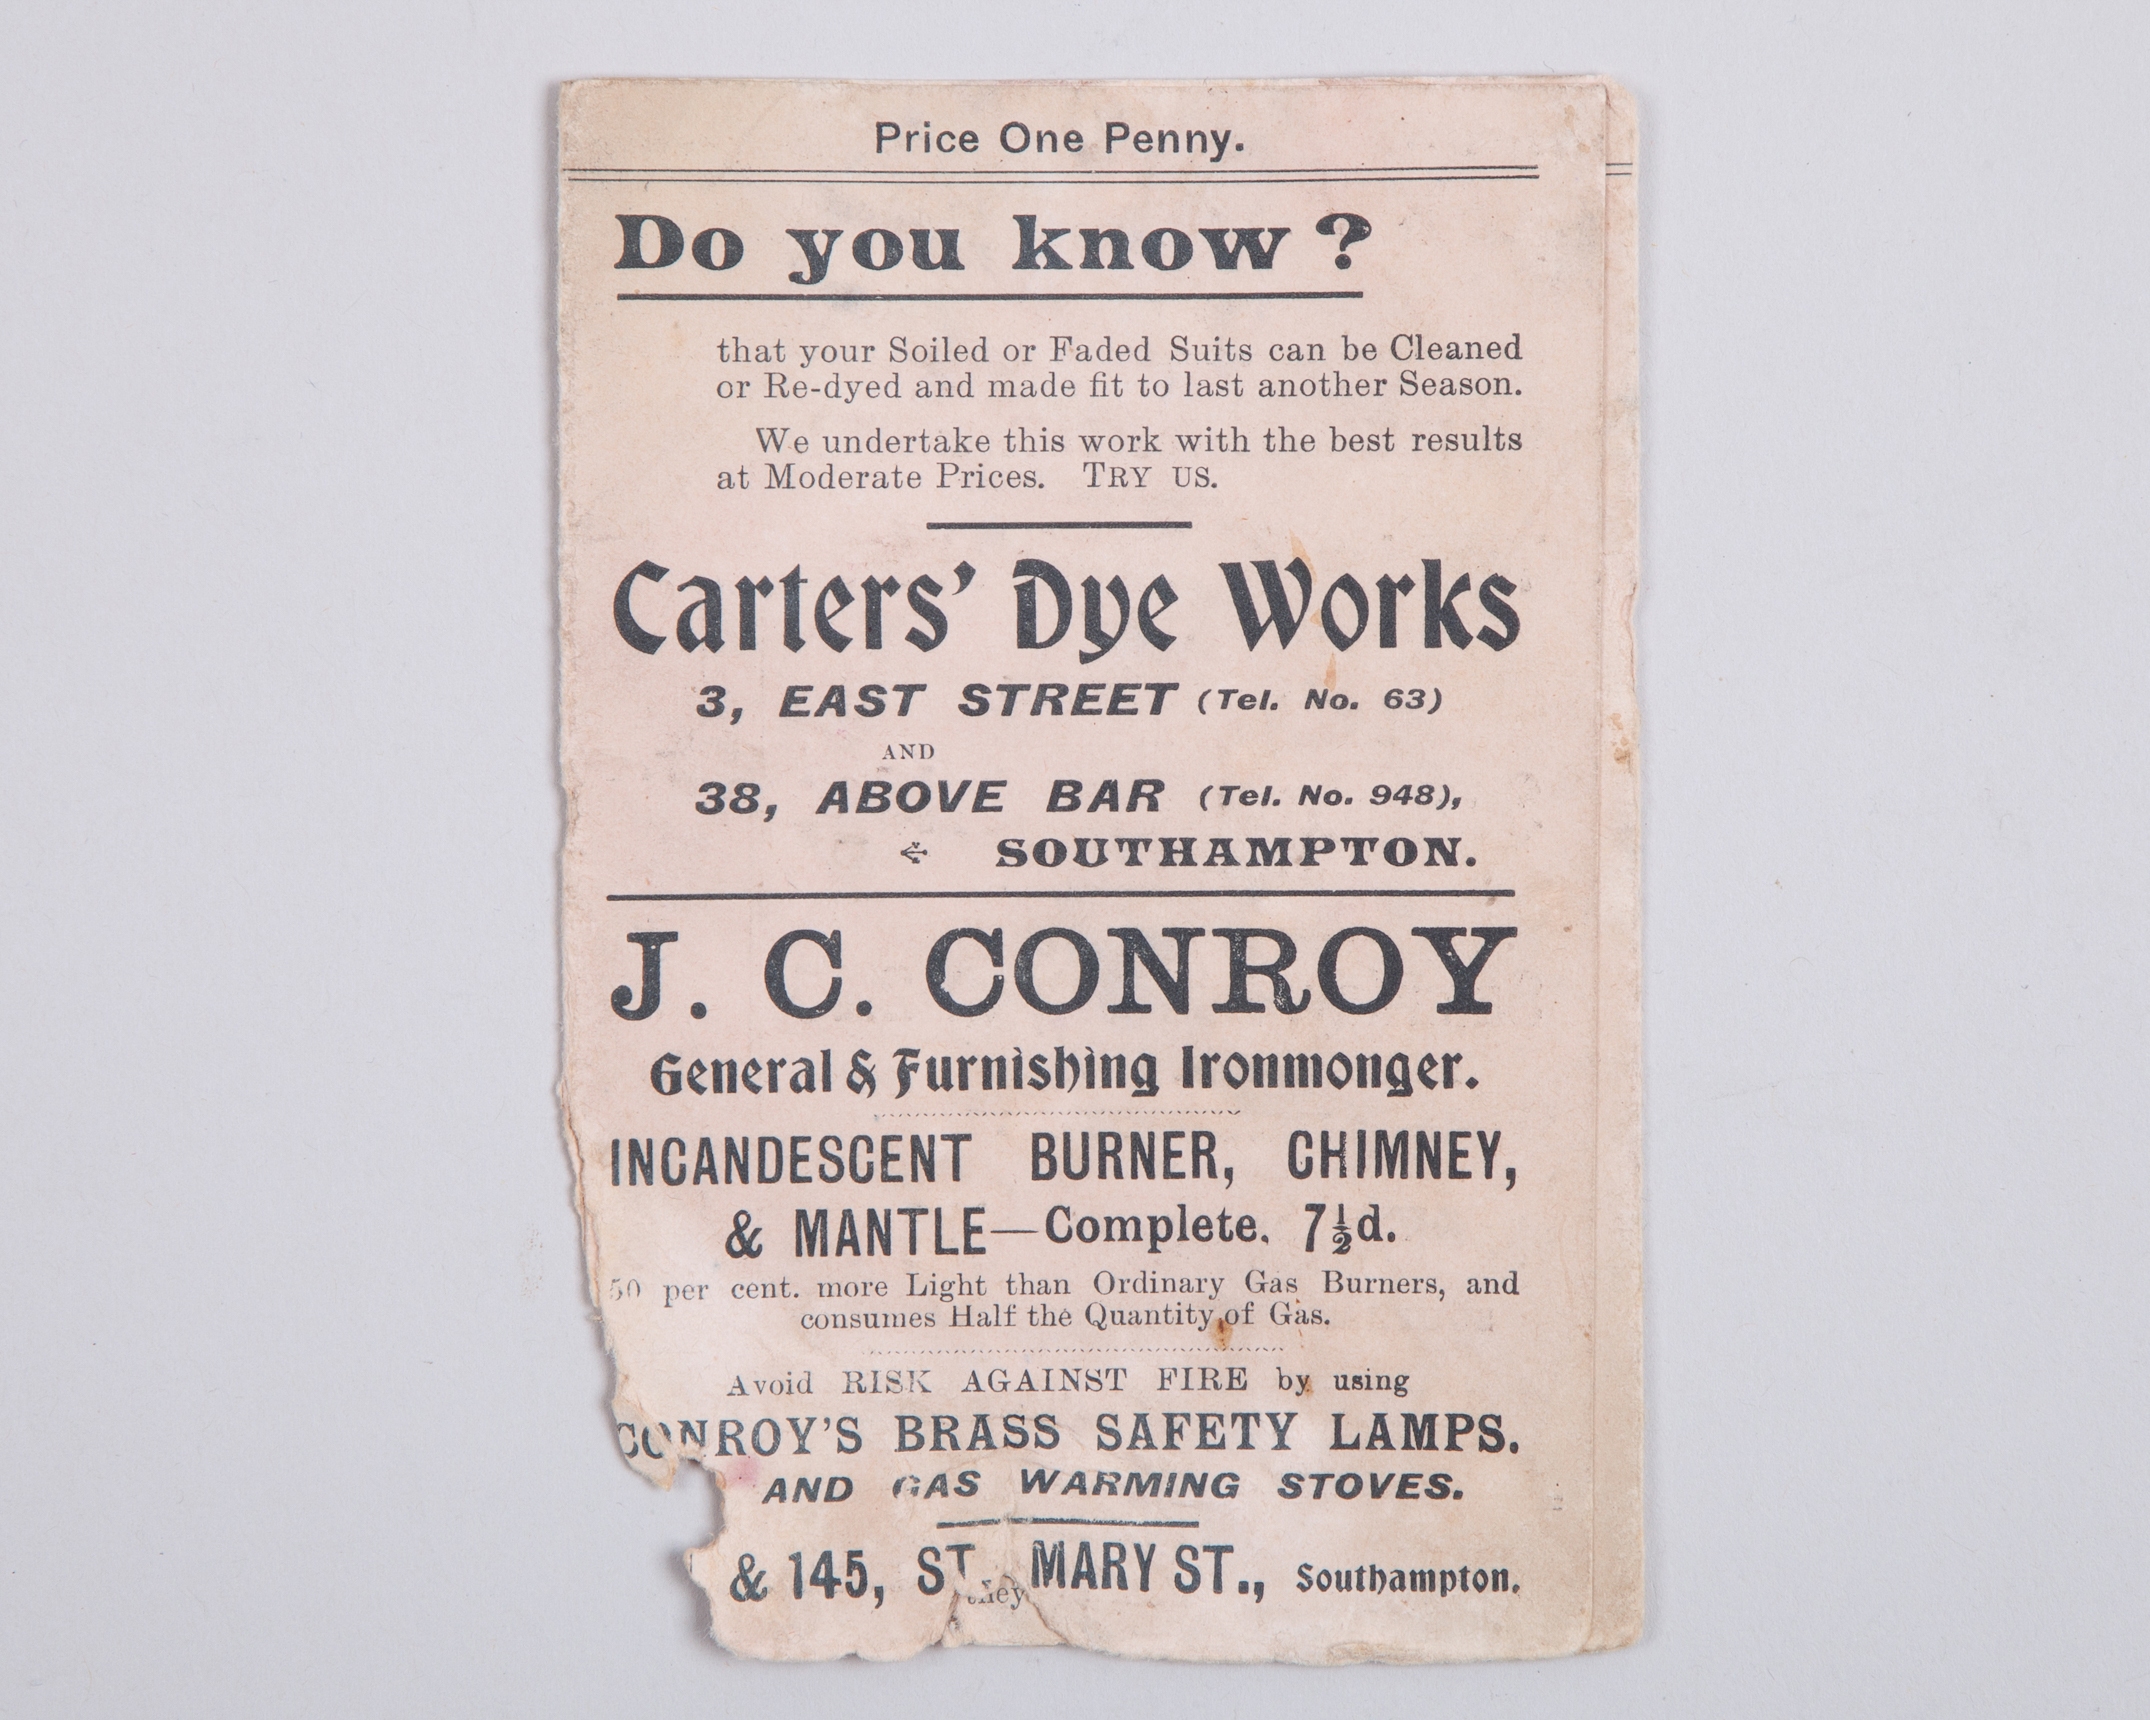 Price One Penny.
Do you know ?
that your Soiled or Faded Suits can be Cleaned
or Re-dyed and made fit to last another Season.
We undertake this work with the best results
at Moderate Prices. TRY US.
Carters' Dye Works
3, EAST STREET (Tel. No. 63)
AND
38, ABOVE BAR (Tel. No. 948),
SOUTHAMPTON.
J. C. CONROY
General & Furnishing Ironmonger.
INCANDESCENT BURNER, CHIMNEY,
& MANTLE—Complete. 7½d.
50 per cent. more Light than Ordinary Gas Burners, and
consumes Half the Quantity of Gas.
Avoid RISK AGAINST FIRE by using
CONROY'S BRASS SAFETY LAMPS.
AND GAS WARMING STOVES.
& 145, ST. MARY ST., Southampton.